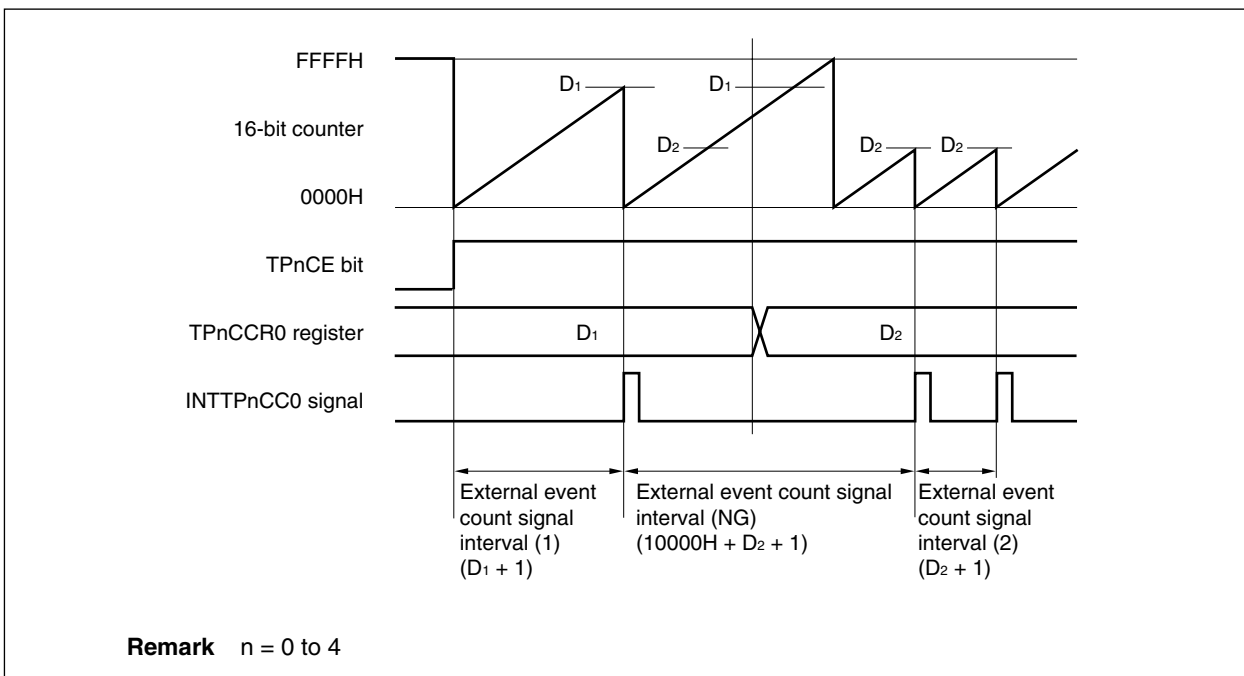 FFFFH
D1
D1
16-bit counter
D2
D2
D2
0000H
TPnCE bit
TPnCCR0 register
D1
D2
INTTPnCC0 signal
External event
count signal
interval (1)
(D1 + 1)
External event count signal
interval (NG)
(10000H + D2 + 1)
External event
count signal
interval (2)
(D2 + 1)
Remark n = 0 to 4